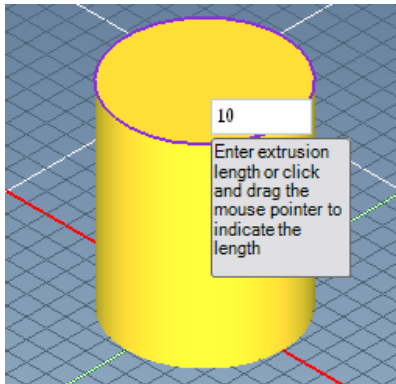 10
Enter extrusion
length or click
and drag the
mouse pointer to
indicate the
length